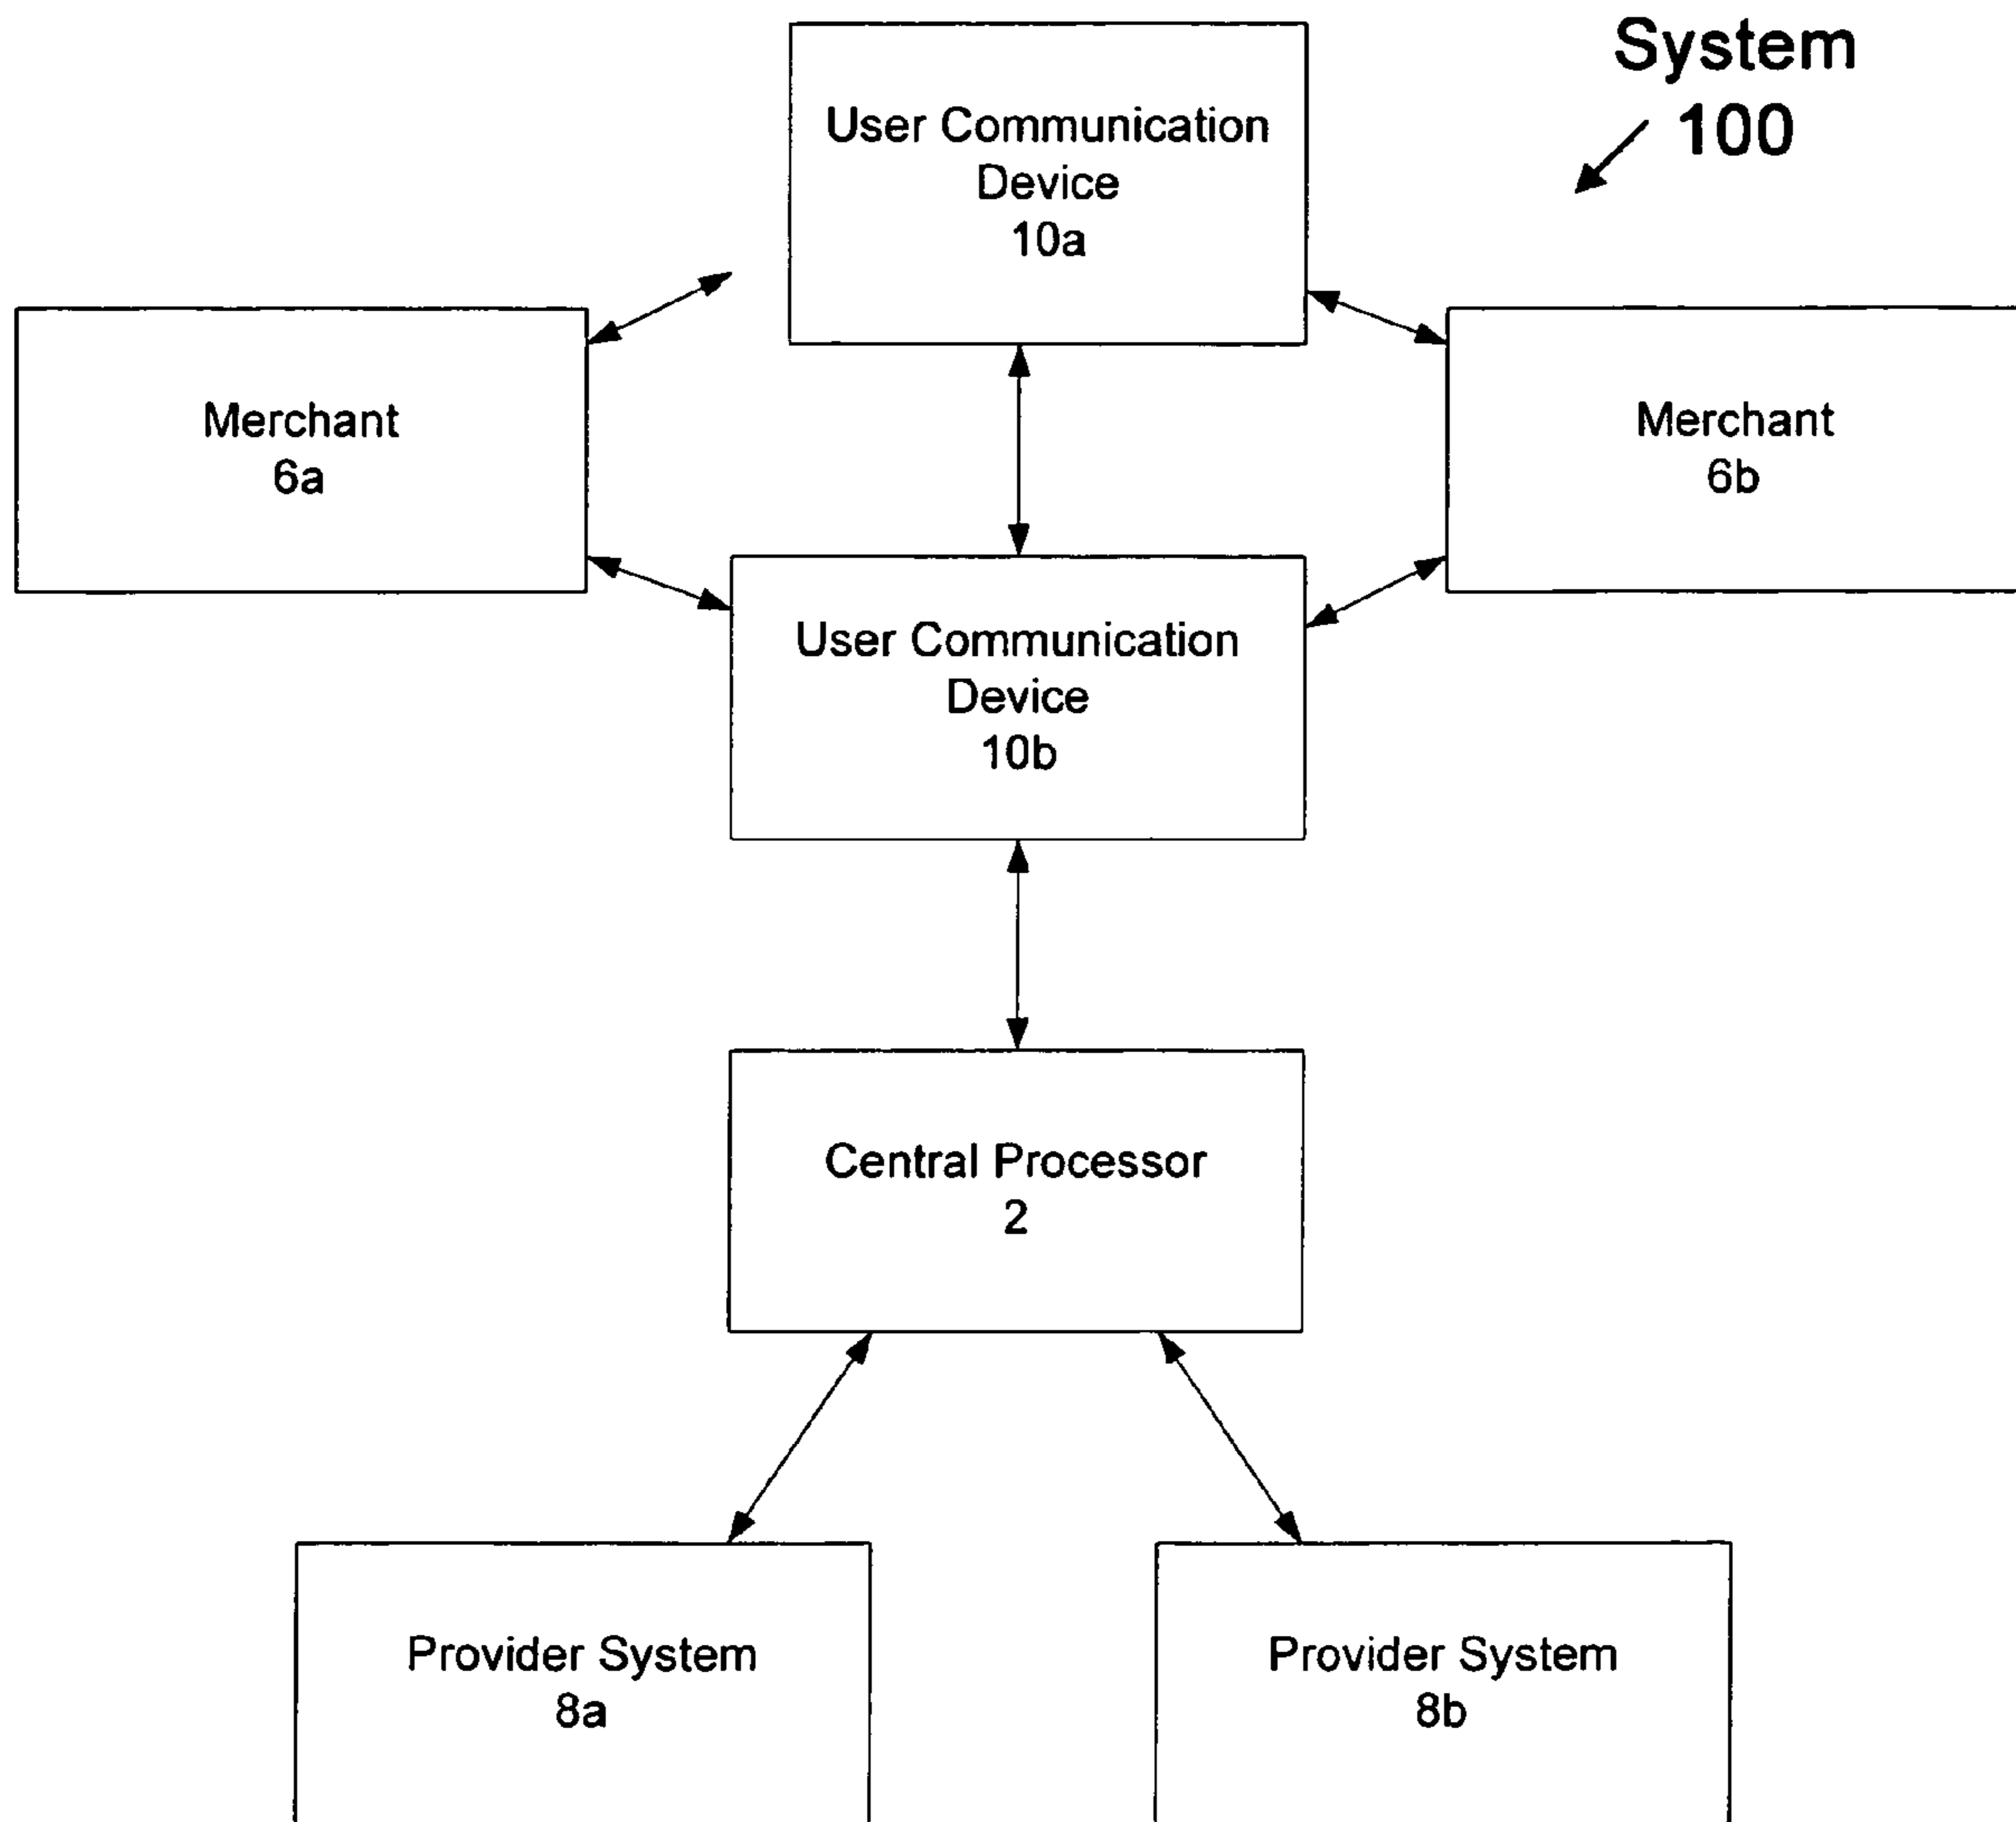 System
100
User Communication
Device
10a
Merchant
6a
Merchant
6b
User Communication
Device
10b
Central Processor
2
Provider System
8a
Provider System
8b